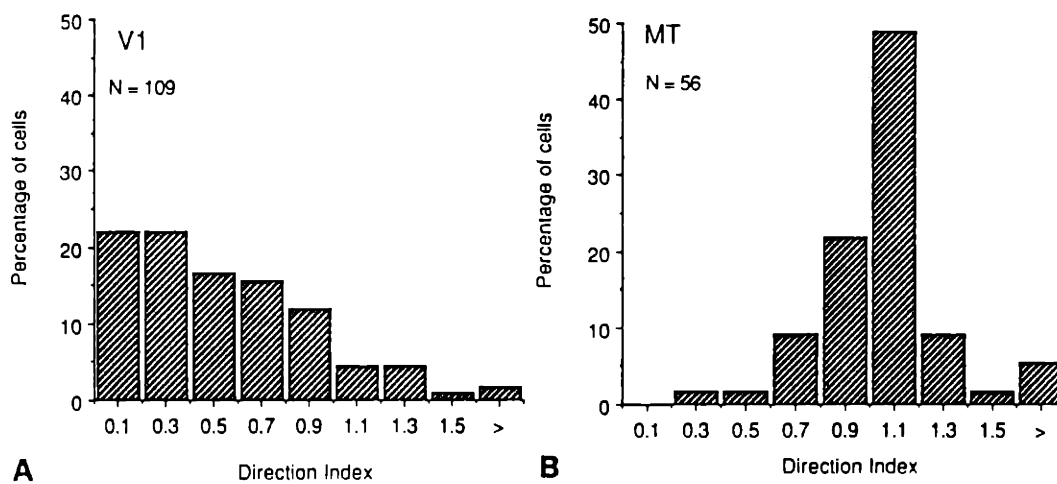 50
40
30
20
10
0
Percentage of cells
V1
N = 109
0.1 0.3 0.5 0.7 0.9 1.1 1.3 1.5 >
A
Direction Index
50
40
30
20
10
0
Percentage of cells
MT
N = 56
0.1 0.3 0.5 0.7 0.9 1.1 1.3 1.5 >
B
Direction Index